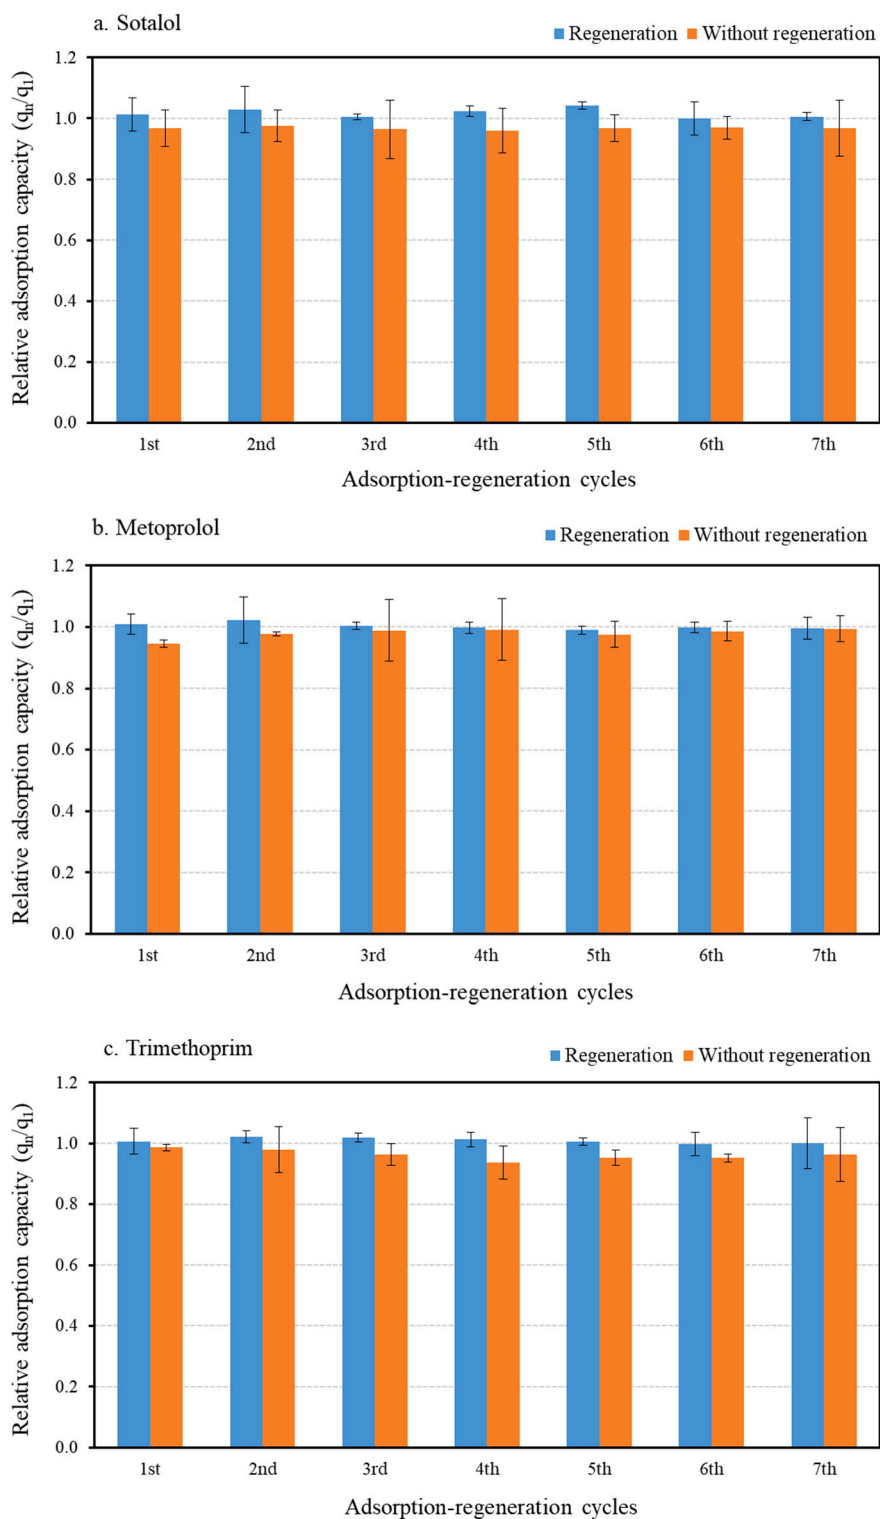 a. Sotalol
Regeneration Without regeneration
Relative adsorption capacity (qn/q1)
1.2
1.0
0.8
0.6
0.4
0.2
0.0
1st 2nd 3rd 4th 5th 6th 7th
Adsorption-regeneration cycles
b. Metoprolol
Regeneration Without regeneration
Relative adsorption capacity (qn/q1)
1.2
1.0
0.8
0.6
0.4
0.2
0.0
1st 2nd 3rd 4th 5th 6th 7th
Adsorption-regeneration cycles
c. Trimethoprim
Regeneration Without regeneration
Relative adsorption capacity (qn/q1)
1.2
1.0
0.8
0.6
0.4
0.2
0.0
1st 2nd 3rd 4th 5th 6th 7th
Adsorption-regeneration cycles